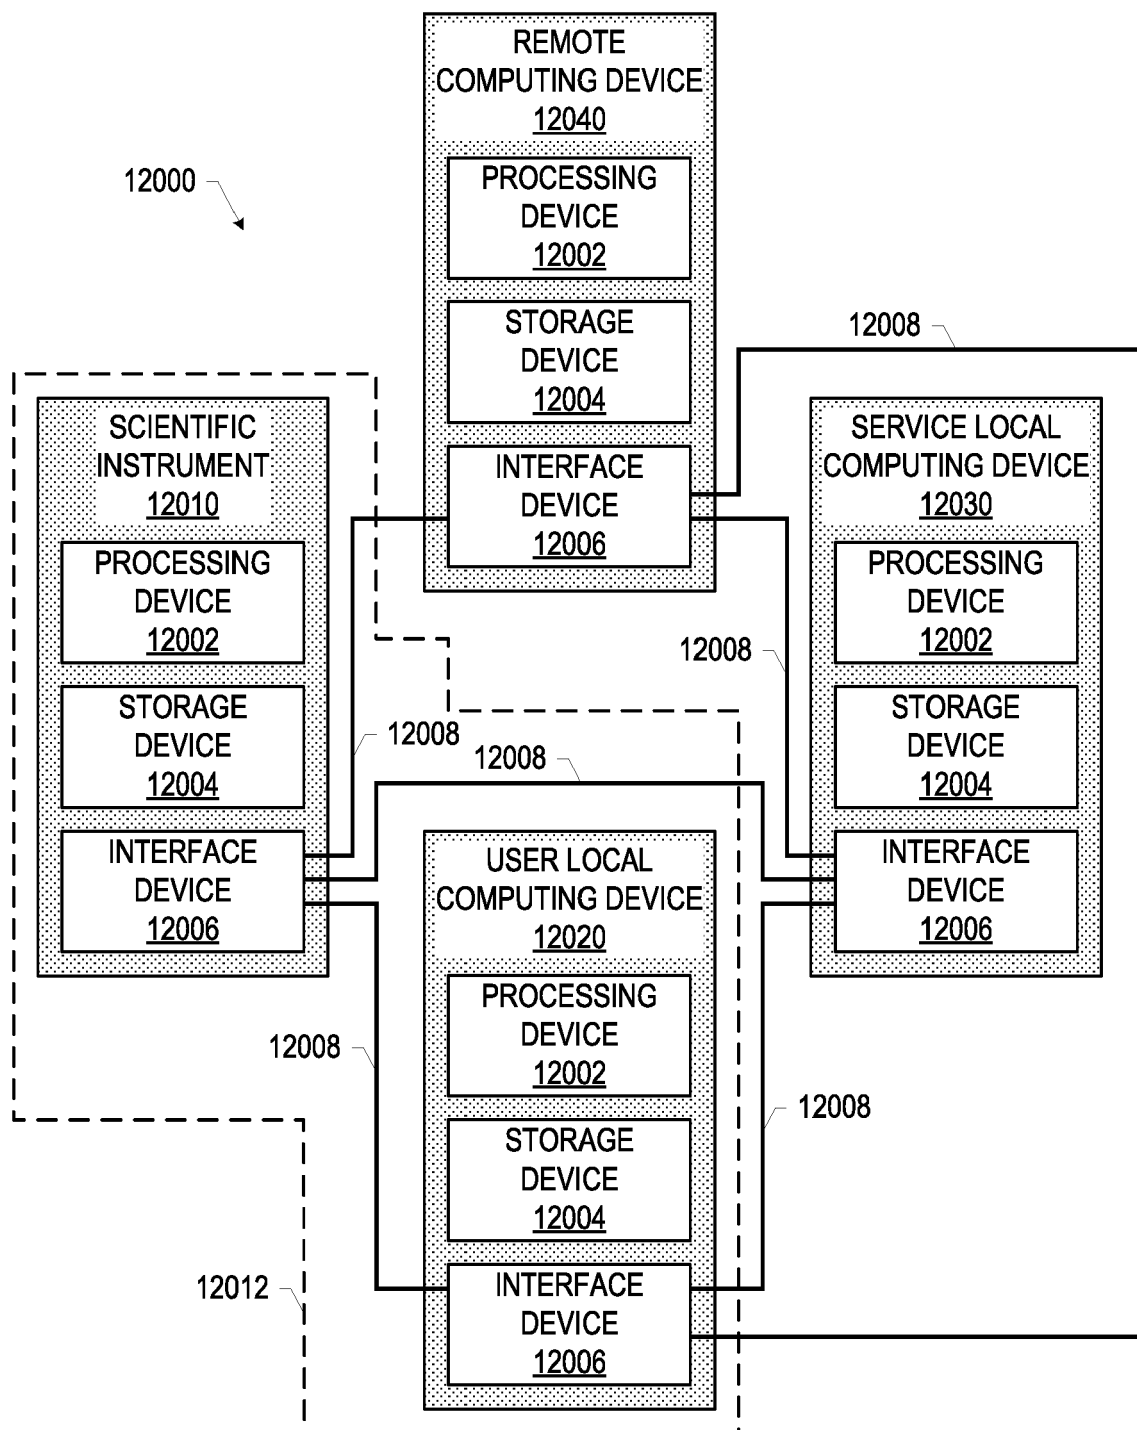 REMOTE
COMPUTING DEVICE
12040
PROCESSING
DEVICE
12002
STORAGE
DEVICE
12004
INTERFACE
DEVICE
12006
12000
12008
SCIENTIFIC
INSTRUMENT
12010
PROCESSING
DEVICE
12002
STORAGE
DEVICE
12004
INTERFACE
DEVICE
12006
SERVICE LOCAL
COMPUTING DEVICE
12030
PROCESSING
DEVICE
12002
STORAGE
DEVICE
12004
INTERFACE
DEVICE
12006
12008
12008
12008
USER LOCAL
COMPUTING DEVICE
12020
PROCESSING
DEVICE
12002
STORAGE
DEVICE
12004
INTERFACE
DEVICE
12006
12008
12008
12012